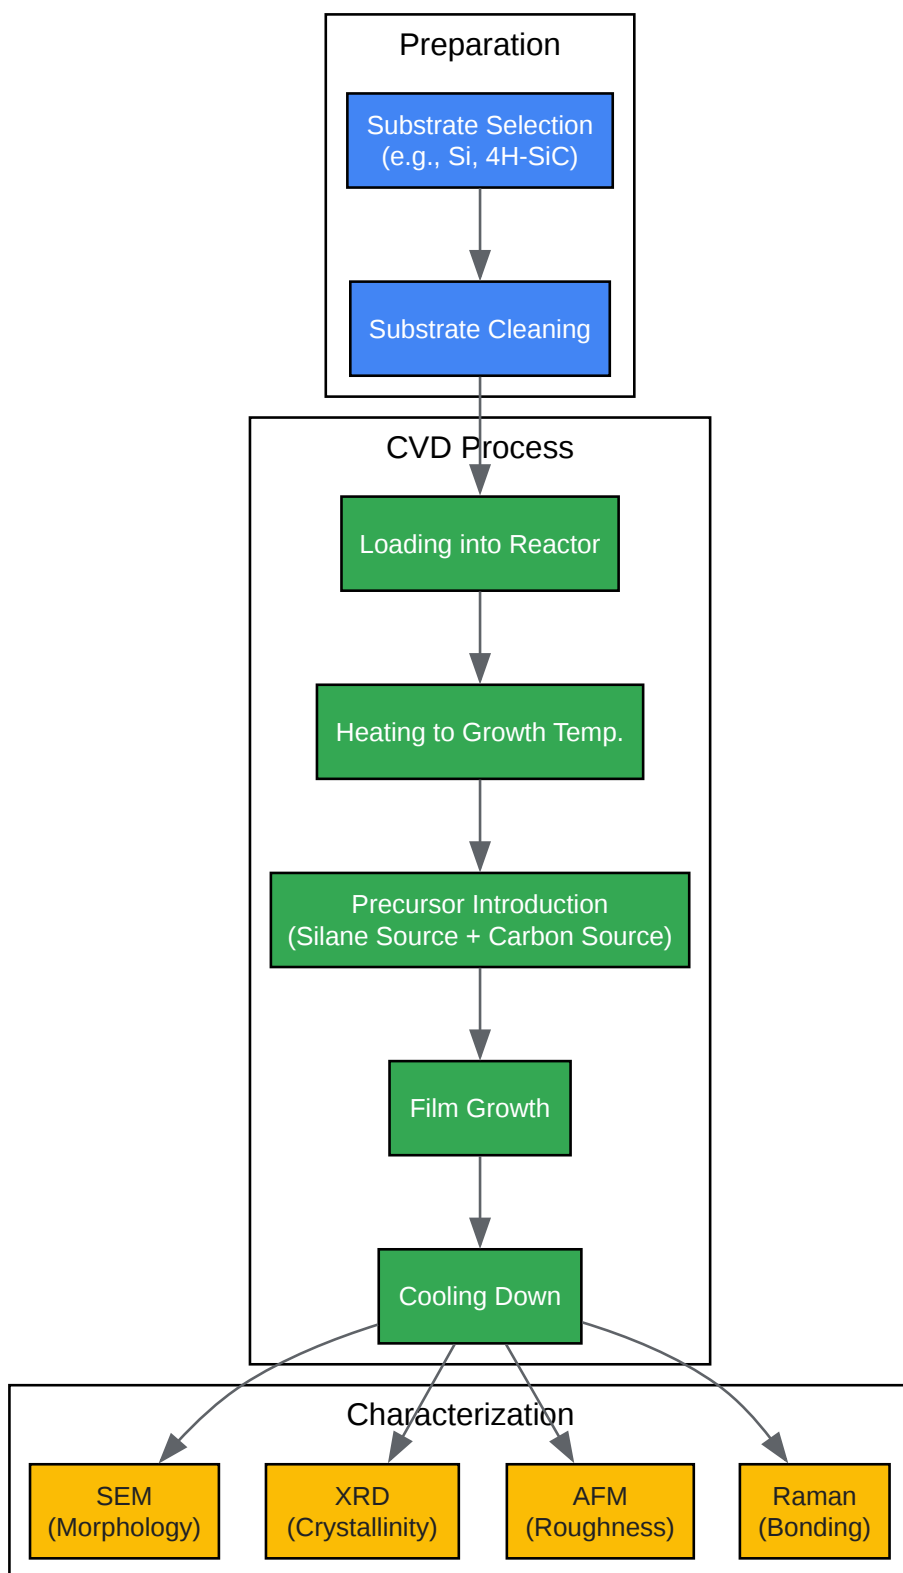 Preparation
Substrate Selection
(e.g., Si, 4H-SiC)
Substrate Cleaning
CVD Process
Loading into Reactor
Heating to Growth Temp.
Precursor Introduction
(Silane Source + Carbon Source)
Film Growth
Cooling Down
Characterization
SEM
(Morphology)
XRD
(Crystallinity)
AFM
(Roughness)
Raman
(Bonding)